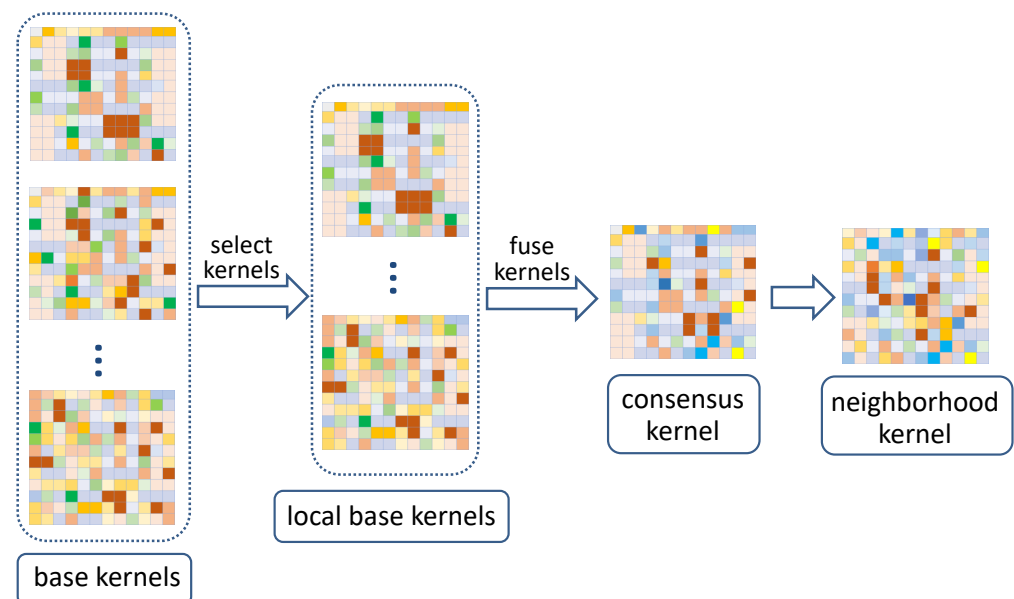 select
kernels
fuse
kernels
consensus
kernel
neighborhood
kernel
local base kernels
base kernels